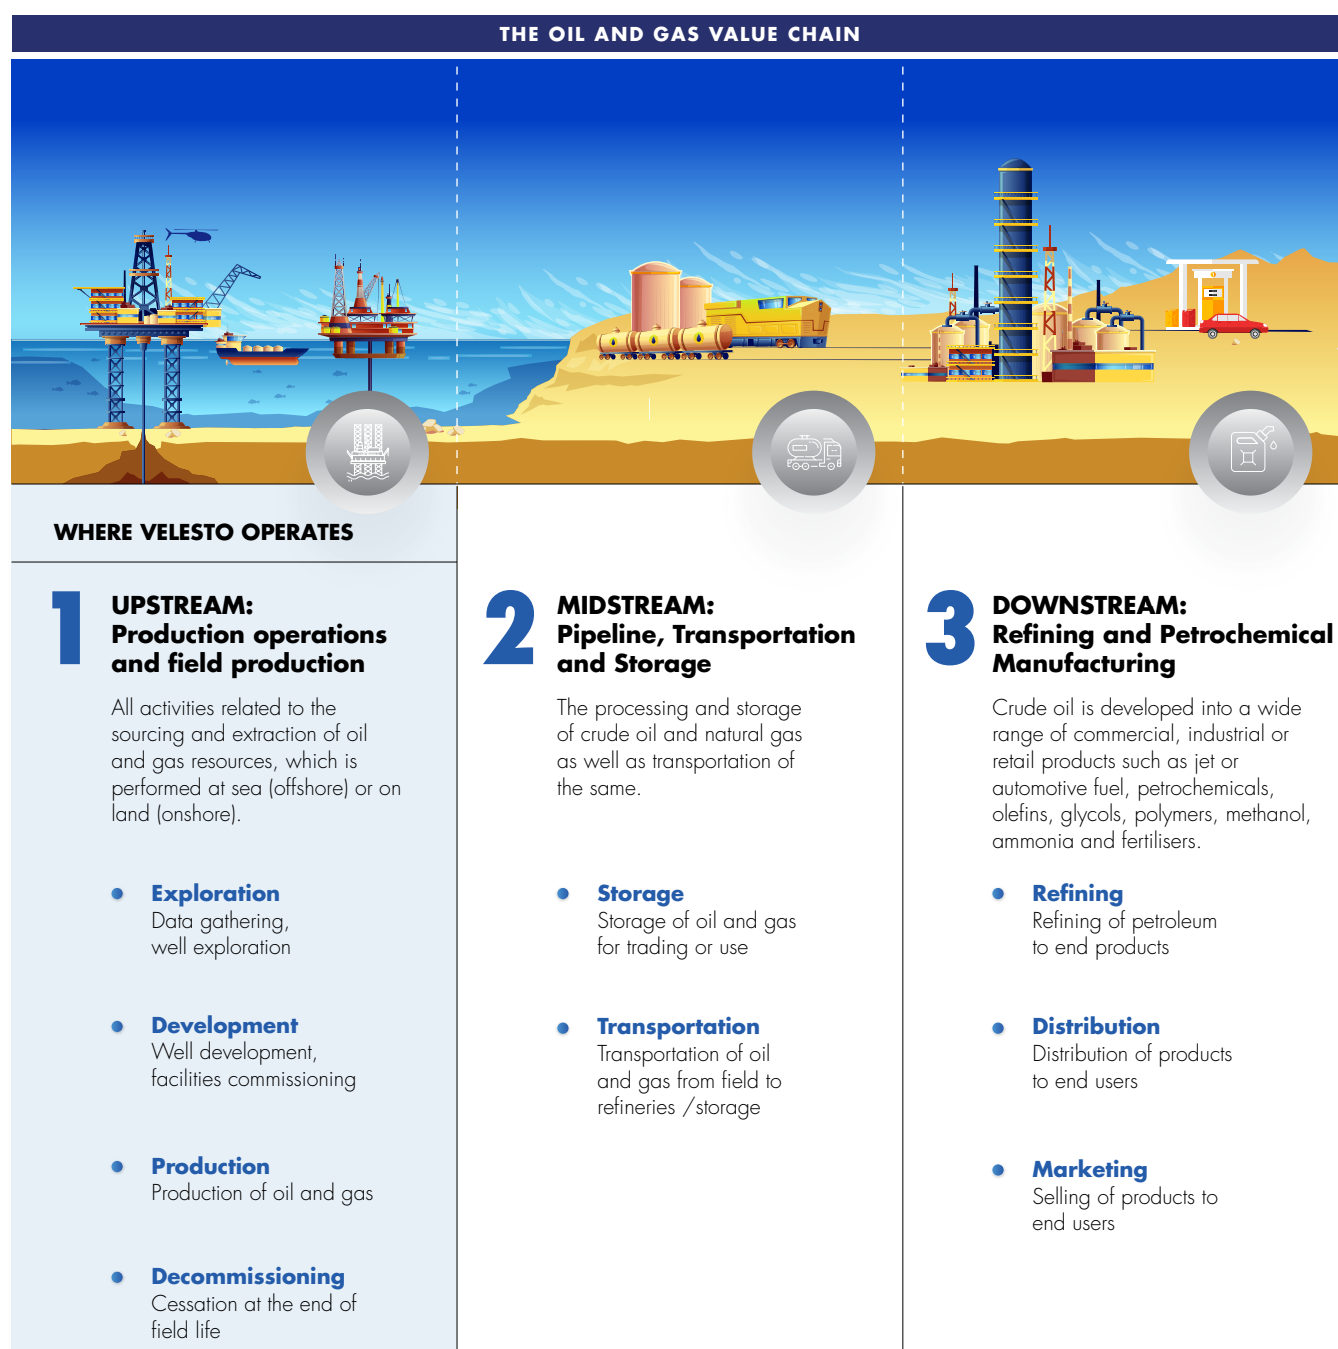 THE OIL AND GAS VALUE CHAIN
WHERE VELESTO OPERATES
1
UPSTREAM:
Production operations
and field production
All activities related to the
sourcing and extraction of oil
and gas resources, which is
performed at sea (offshore) or on
land (onshore).
Exploration
Data gathering,
well exploration
Development
Well development,
facilities commissioning
Production
Production of oil and gas
Decommissioning
Cessation at the end of
field life
2
MIDSTREAM:
Pipeline, Transportation
and Storage
The processing and storage
of crude oil and natural gas
as well as transportation of
the same.
Storage
Storage of oil and gas
for trading or use
Transportation
Transportation of oil
and gas from field to
refineries /storage
3
DOWNSTREAM:
Refining and Petrochemical
Manufacturing
Crude oil is developed into a wide
range of commercial, industrial or
retail products such as jet or
automotive fuel, petrochemicals,
olefins, glycols, polymers, methanol,
ammonia and fertilisers.
Refining
Refining of petroleum
to end products
Distribution
Distribution of products
to end users
Marketing
Selling of products to
end users